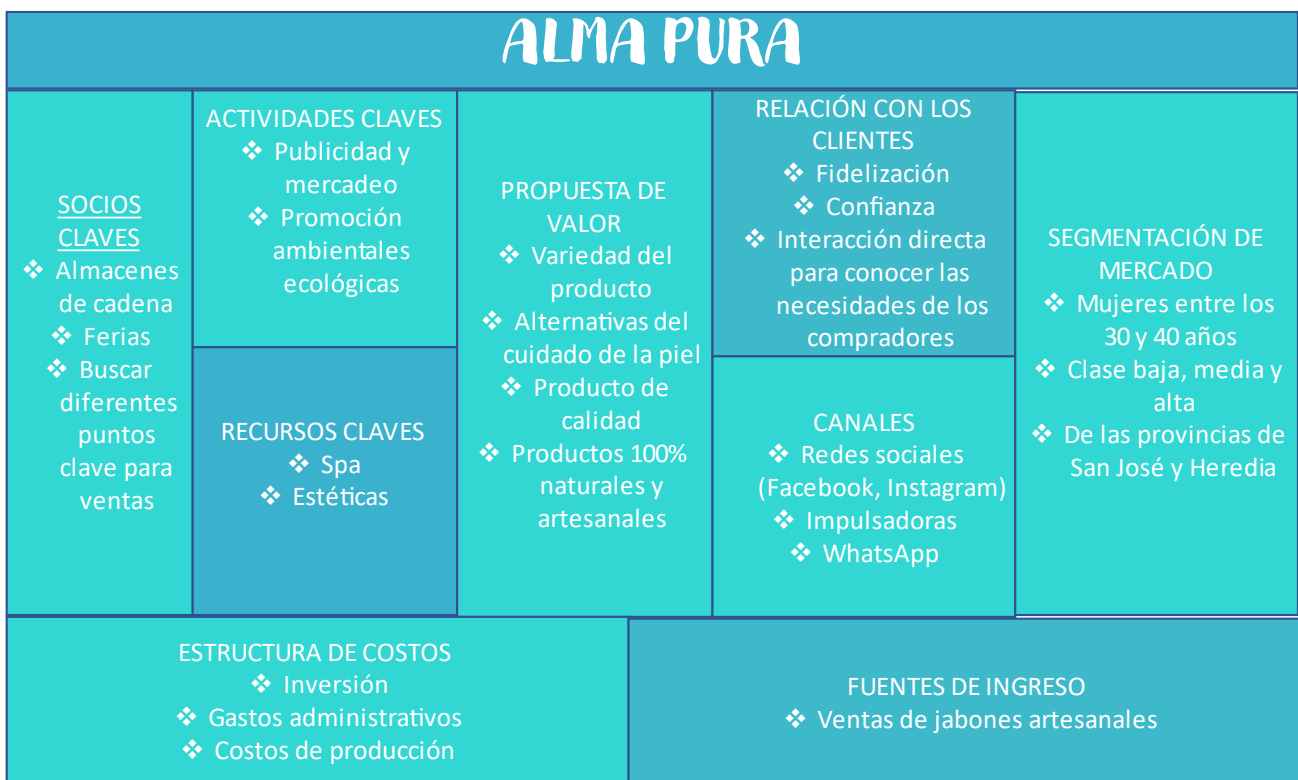 ALMA PURA
SOCIOS
CLAVES
❖ Almacenes
de cadena
❖ Ferias
❖ Buscar
diferentes
puntos
clave para
ventas
ACTIVIDADES CLAVES
❖ Publicidad y
mercadeo
❖ Promoción
ambientales
ecológicas
RECURSOS CLAVES
❖ Spa
❖ Estéticas
PROPUESTA DE
VALOR
❖ Variedad del
producto
❖ Alternativas del
cuidado de la piel
❖ Producto de
calidad
❖ Productos 100%
naturales y
artesanales
RELACIÓN CON LOS
CLIENTES
❖ Fidelización
❖ Confianza
❖ Interacción directa
para conocer las
necesidades de los
compradores
CANALES
❖ Redes sociales
(Facebook, Instagram)
❖ Impulsadoras
❖ WhatsApp
SEGMENTACIÓN DE
MERCADO
❖ Mujeres entre los
30 y 40 años
❖ Clase baja, media y
alta
❖ De las provincias de
San José y Heredia
ESTRUCTURA DE COSTOS
❖ Inversión
❖ Gastos administrativos
❖ Costos de producción
FUENTES DE INGRESO
❖ Ventas de jabones artesanales